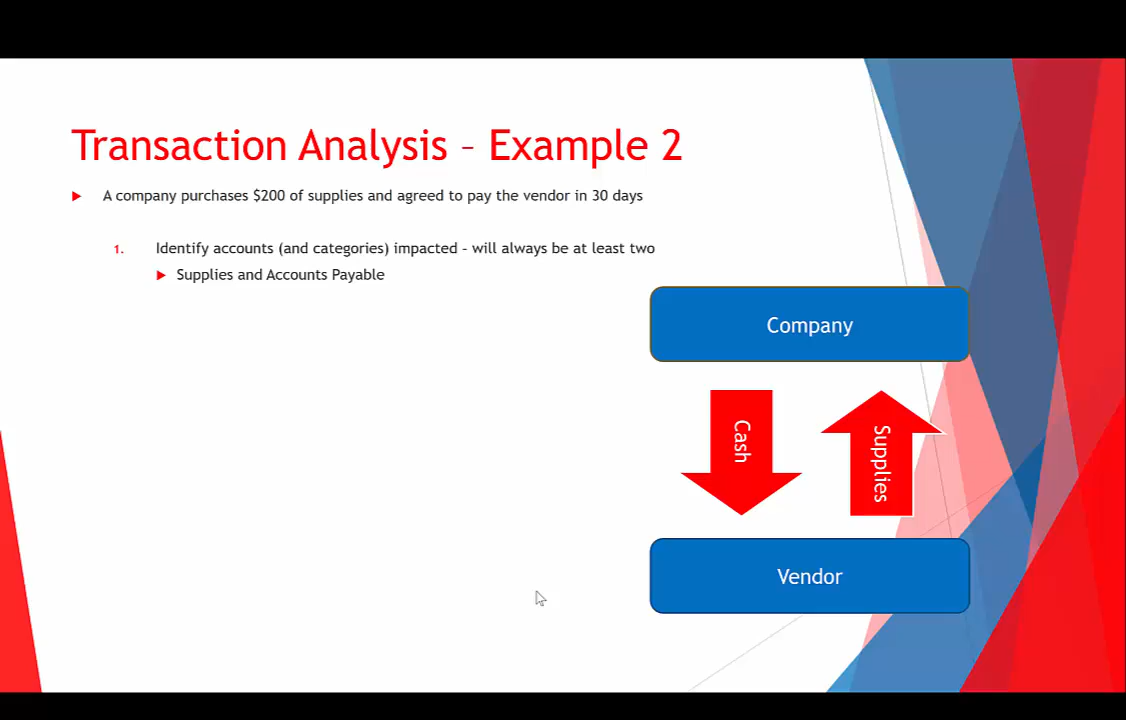 Transaction Analysis – Example 2
A company purchases $200 of supplies and agreed to pay the vendor in 30 days
1. Identify accounts (and categories) impacted – will always be at least two
Supplies and Accounts Payable
Company
Cash
Supplies
Vendor